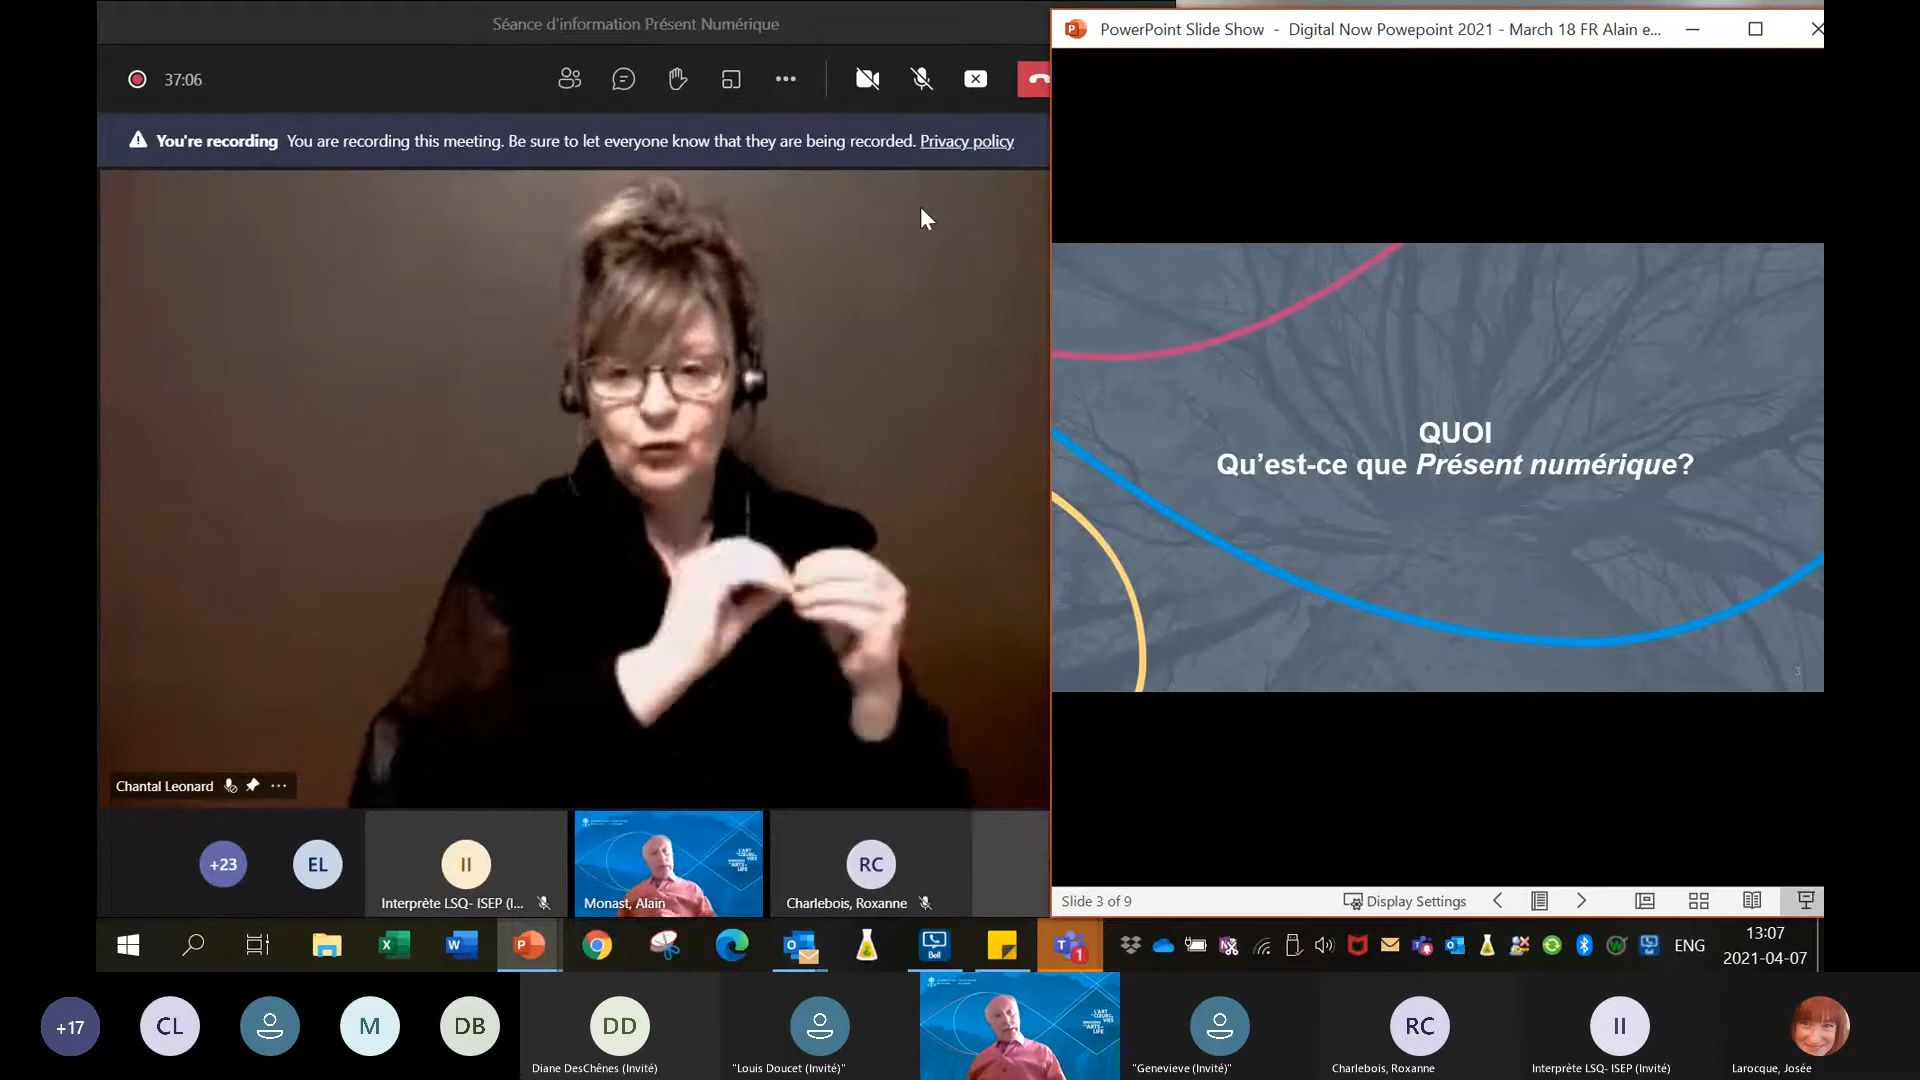 Séance d'information Présent Numérique
37:06
You're recording You are recording this meeting. Be sure to let everyone know that they are being recorded. Privacy policy
Chantal Leonard
+23
EL
II
Interprète LSQ- ISEP (I...
Monast, Alain
RC
Charlebois, Roxanne
PowerPoint Slide Show - Digital Now Powepoint 2021 - March 18 FR Alain e...
QUOI
Qu'est-ce que Présent numérique?
3
Slide 3 of 9
Display Settings
Bell
1
ENG
13:07
2021-04-07
+17
CL
M
DB
DD
Diane DesChênes (Invité)
"Louis Doucet (Invité)"
"Genevieve (Invité)"
RC
Charlebois, Roxanne
II
Interprète LSQ- ISEP (Invité)
Larocque, Josée